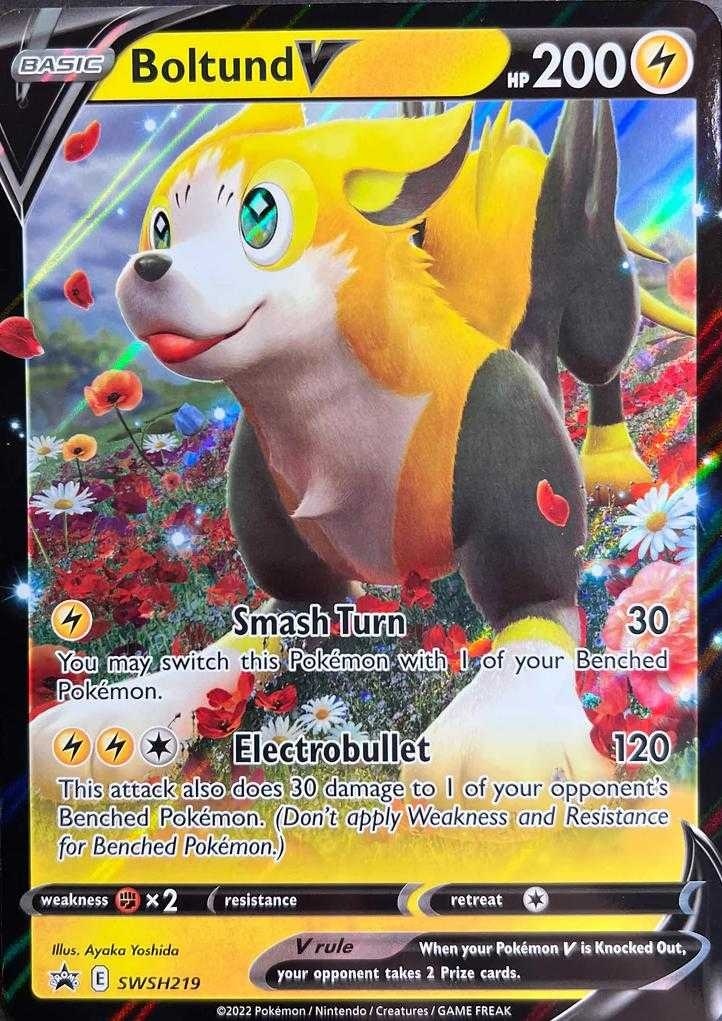 BASIC Boltund V HP 200
Smash Turn 30
You may switch this Pokémon with 1 of your Benched
Pokémon.
Electrobullet 120
This attack also does 30 damage to 1 of your opponent's
Benched Pokémon. (Don't apply Weakness and Resistance
for Benched Pokémon.)
weakness ×2 resistance retreat
Illus. Ayaka Yoshida
V rule When your Pokémon V is Knocked Out,
your opponent takes 2 Prize cards.
PROMO E SWSH219
©2022 Pokémon / Nintendo / Creatures / GAME FREAK